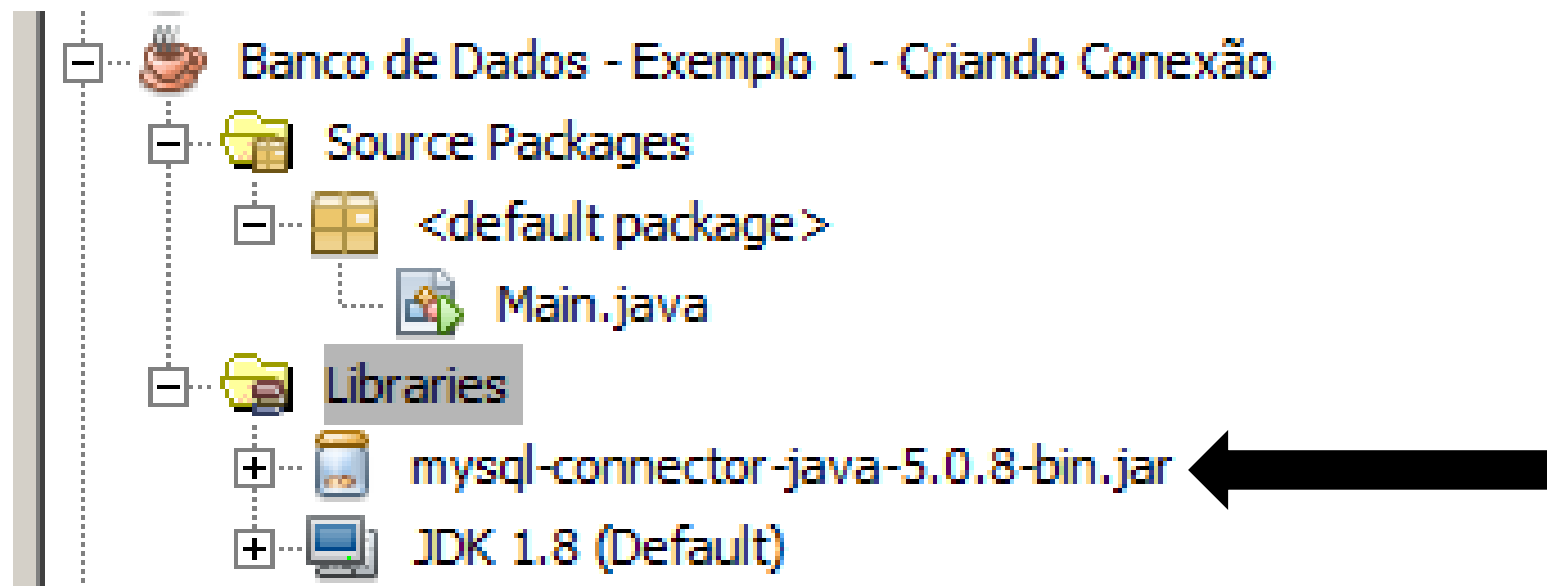 Banco de Dados - Exemplo 1 - Criando Conexão
Source Packages
<default package>
Main.java
Libraries
mysql-connector-java-5.0.8-bin.jar
JDK 1.8 (Default)